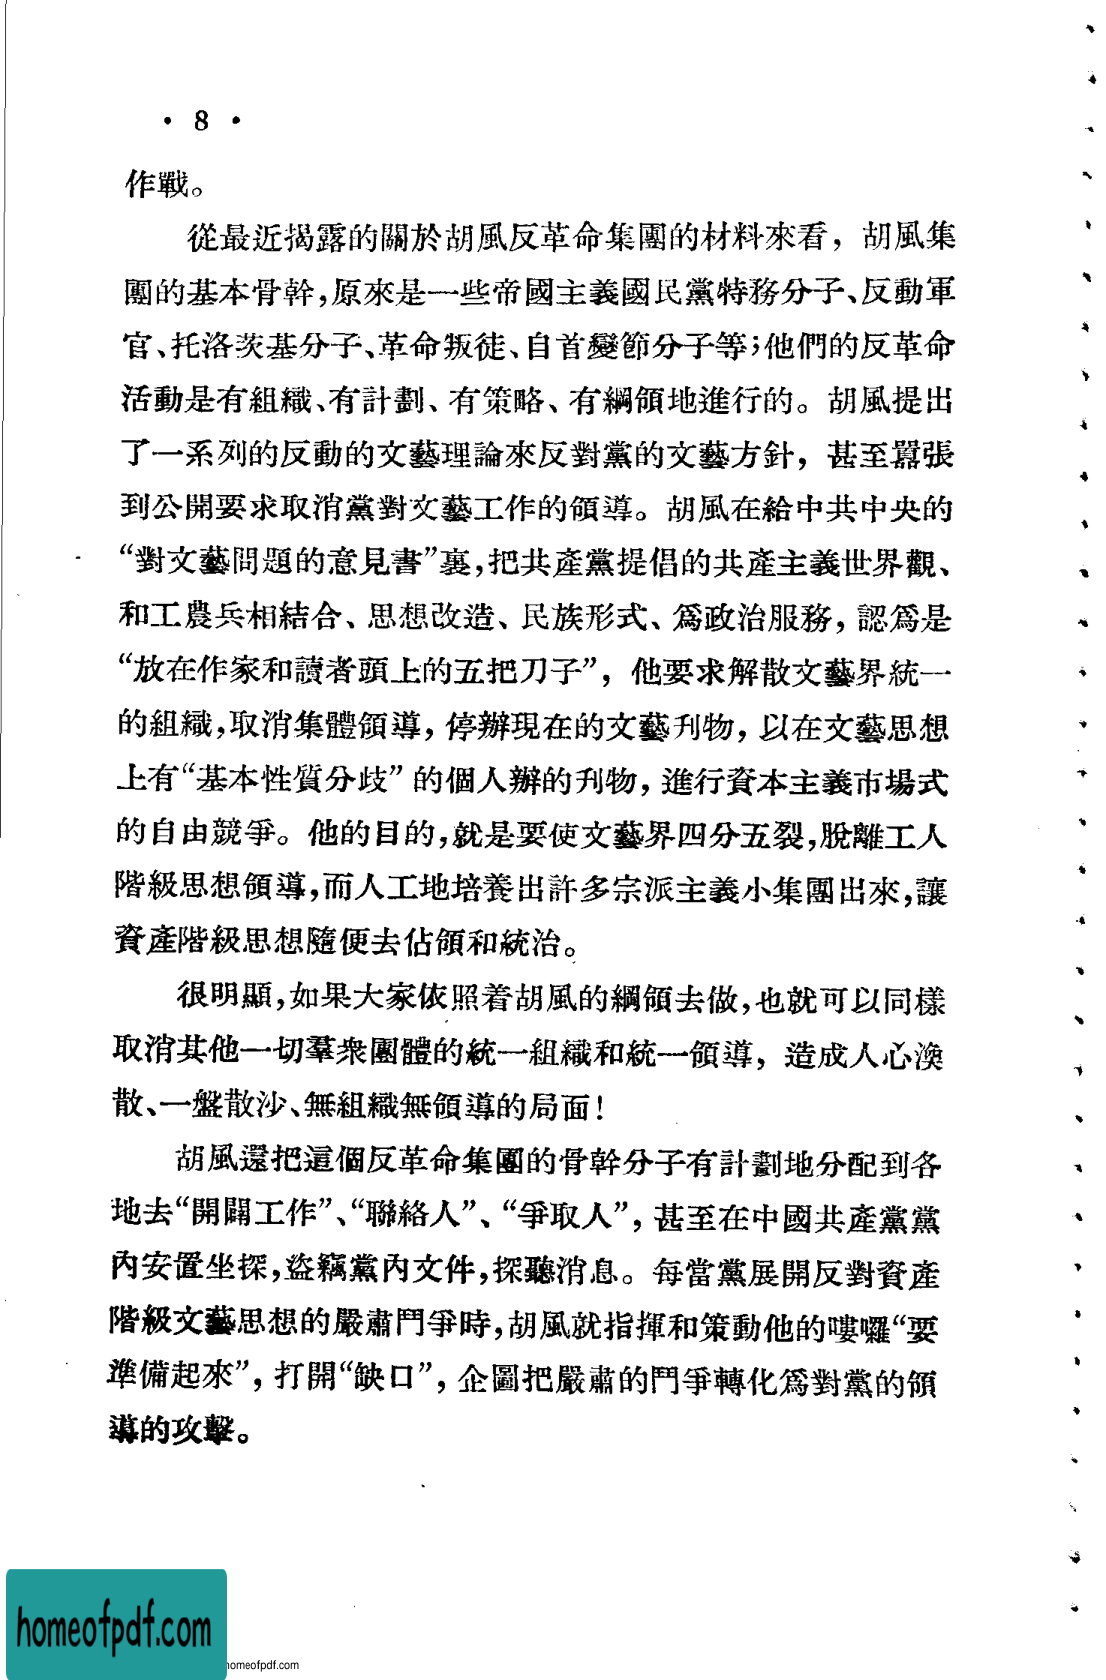 • 8 •
作戰。
從最近揭露的關於胡風反革命集團的材料來看，胡風集
團的基本骨幹，原來是一些帝國主義國民黨特務分子、反動軍
官、托洛茨基分子、革命叛徒、自首變節分子等；他們的反革命
活動是有組織、有計劃、有策略、有綱領地進行的。胡風提出
了一系列的反動的文藝理論來反對黨的文藝方針，甚至囂張
到公開要求取消黨對文藝工作的領導。胡風在給中共中央的
“對文藝問題的意見書”裏，把共產黨提倡的共產主義世界觀、
和工農兵相結合、思想改造、民族形式、爲政治服務，認爲是
“放在作家和讀者頭上的五把刀子”，他要求解散文藝界統一
的組織，取消集體領導，停辦現在的文藝刋物，以在文藝思想
上有“基本性質分歧”的個人辦的刋物，進行資本主義市場式
的自由競爭。他的目的，就是要使文藝界四分五裂，脫離工人
階級思想領導，而人工地培養出許多宗派主義小集團出來，讓
資產階級思想隨便去佔領和統治。
很明顯，如果大家依照着胡風的綱領去做，也就可以同樣
取消其他一切羣衆團體的統一組織和統一領導，造成人心渙
散、一盤散沙、無組織無領導的局面！
胡風還把這個反革命集團的骨幹分子有計劃地分配到各
地去“開闢工作”、“聯絡人”、“爭取人”，甚至在中國共產黨黨
內安置坐探，盜竊黨內文件，探聽消息。每當黨展開反對資產
階級文藝思想的嚴肅鬥爭時，胡風就指揮和策動他的嘍囉“要
準備起來”，打開“缺口”，企圖把嚴肅的鬥爭轉化爲對黨的領
導的攻擊。
homeofpdf.com
homeofpdf.com